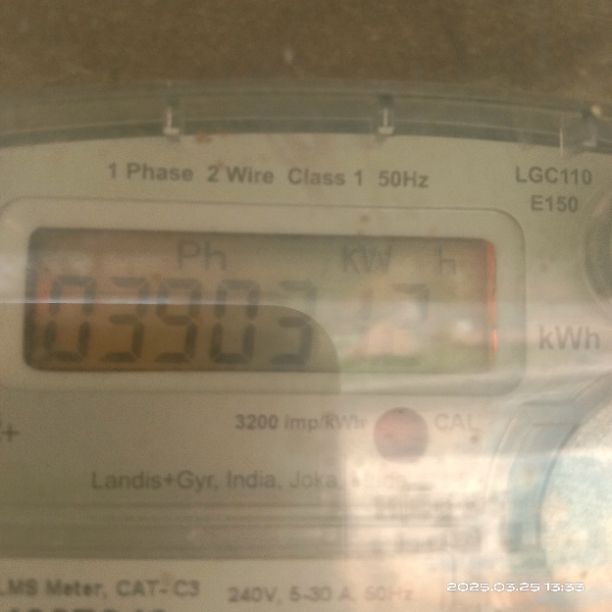 1 Phase 2 Wire Class 1 50Hz
LGC110
E150
Ph kW H
03903
kWh
3200 imp/kWh
CAL
Landis+Gyr, India, Joka,
LMS Meter, CAT- C3
240V, 5-30 A, 50Hz
2025.03.25 13:33